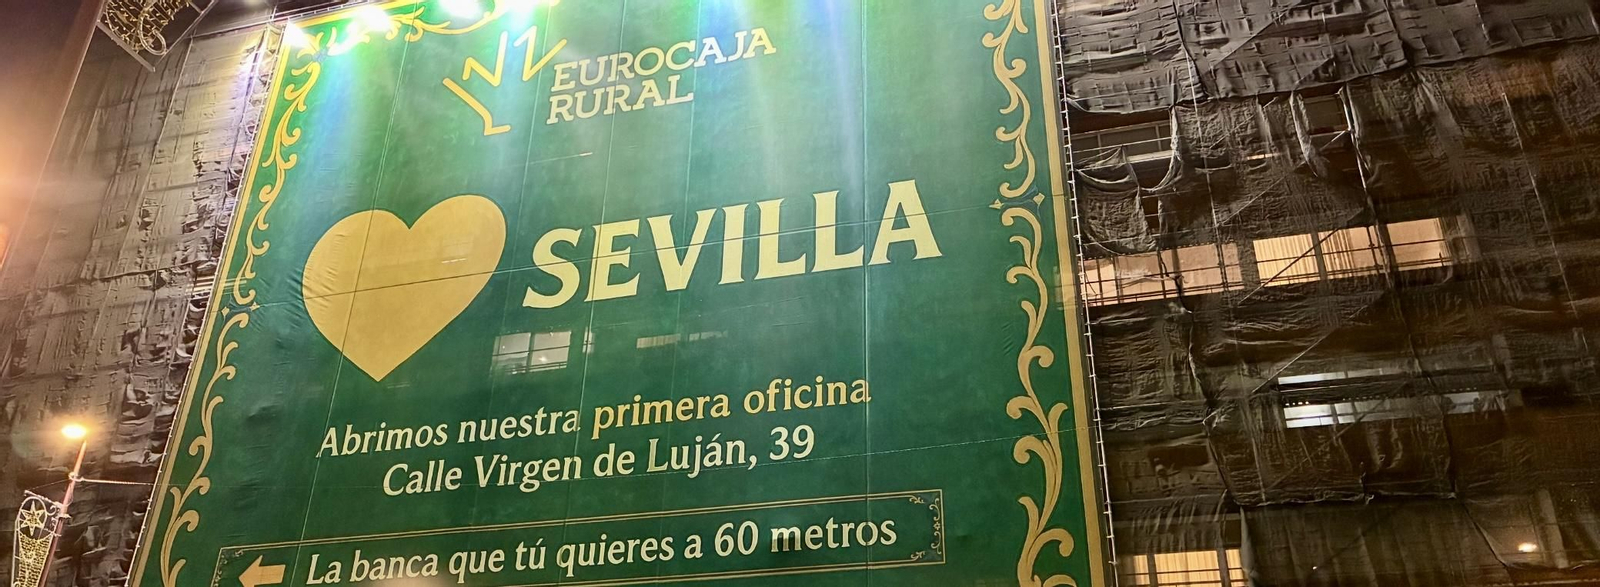 EUROCAJA
RURAL
SEVILLA
Abrimos nuestra primera oficina
Calle Virgen de Luján, 39
La banca que tú quieres a 60 metros